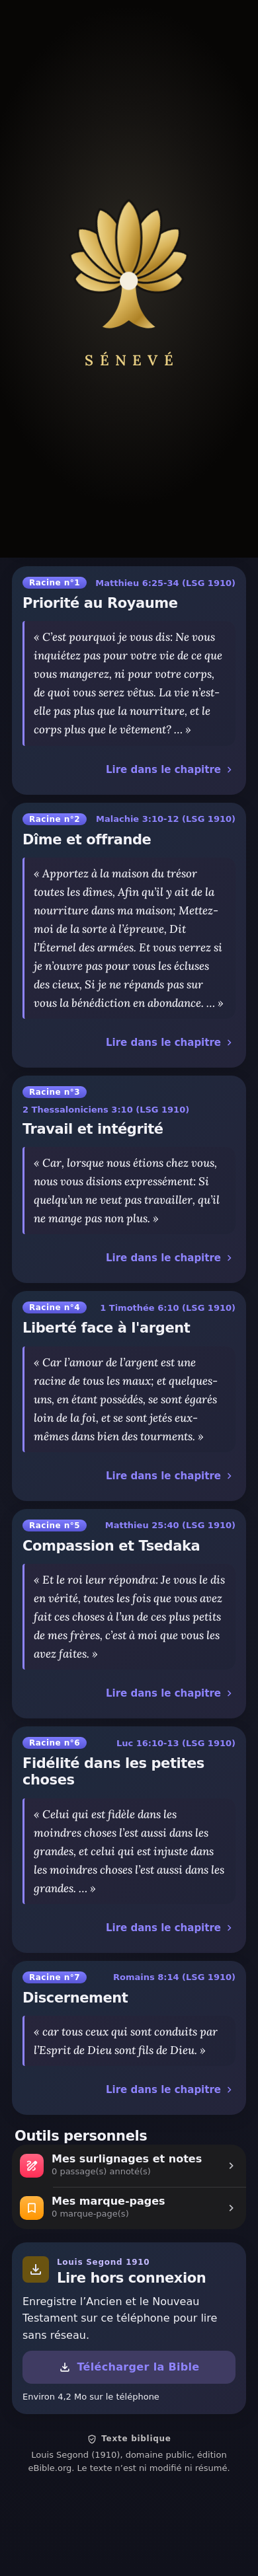 SÉNEVÉ
Racine n°1 Matthieu 6:25-34 (LSG 1910)
Priorité au Royaume
« C’est pourquoi je vous dis: Ne vous
inquiétez pas pour votre vie de ce que
vous mangerez, ni pour votre corps,
de quoi vous serez vêtus. La vie n’est-
elle pas plus que la nourriture, et le
corps plus que le vêtement? … »
Lire dans le chapitre
Racine n°2 Malachie 3:10-12 (LSG 1910)
Dîme et offrande
« Apportez à la maison du trésor
toutes les dîmes, Afin qu’il y ait de la
nourriture dans ma maison; Mettez-
moi de la sorte à l’épreuve, Dit
l’Éternel des armées. Et vous verrez si
je n’ouvre pas pour vous les écluses
des cieux, Si je ne répands pas sur
vous la bénédiction en abondance. … »
Lire dans le chapitre
Racine n°3
2 Thessaloniciens 3:10 (LSG 1910)
Travail et intégrité
« Car, lorsque nous étions chez vous,
nous vous disions expressément: Si
quelqu’un ne veut pas travailler, qu’il
ne mange pas non plus. »
Lire dans le chapitre
Racine n°4 1 Timothée 6:10 (LSG 1910)
Liberté face à l'argent
« Car l’amour de l’argent est une
racine de tous les maux; et quelques-
uns, en étant possédés, se sont égarés
loin de la foi, et se sont jetés eux-
mêmes dans bien des tourments. »
Lire dans le chapitre
Racine n°5 Matthieu 25:40 (LSG 1910)
Compassion et Tsedaka
« Et le roi leur répondra: Je vous le dis
en vérité, toutes les fois que vous avez
fait ces choses à l’un de ces plus petits
de mes frères, c’est à moi que vous les
avez faites. »
Lire dans le chapitre
Racine n°6 Luc 16:10-13 (LSG 1910)
Fidélité dans les petites
choses
« Celui qui est fidèle dans les
moindres choses l’est aussi dans les
grandes, et celui qui est injuste dans
les moindres choses l’est aussi dans les
grandes. … »
Lire dans le chapitre
Racine n°7 Romains 8:14 (LSG 1910)
Discernement
« car tous ceux qui sont conduits par
l’Esprit de Dieu sont fils de Dieu. »
Lire dans le chapitre
Outils personnels
Mes surlignages et notes
0 passage(s) annoté(s)
Mes marque-pages
0 marque-page(s)
Louis Segond 1910
Lire hors connexion
Enregistre l’Ancien et le Nouveau
Testament sur ce téléphone pour lire
sans réseau.
Télécharger la Bible
Environ 4,2 Mo sur le téléphone
Texte biblique
Louis Segond (1910), domaine public, édition
eBible.org. Le texte n’est ni modifié ni résumé.